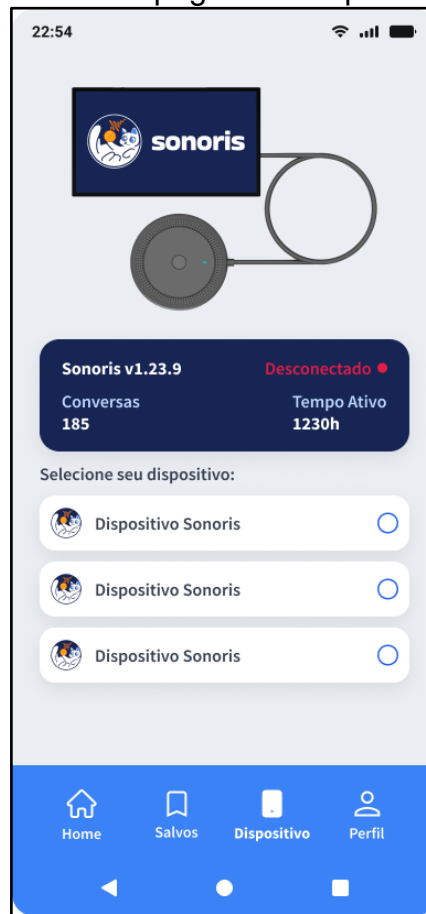 22:54
sonoris
Sonoris v1.23.9 Desconectado
Conversas Tempo Ativo
185 1230h
Selecione seu dispositivo:
Dispositivo Sonoris
Dispositivo Sonoris
Dispositivo Sonoris
Home Salvos Dispositivo Perfil